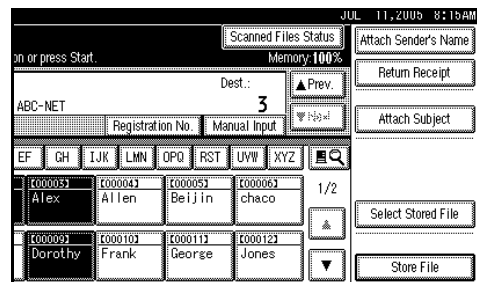 JUL 11,2005 8:15AM
Scanned Files Status
Attach Sender's Name
on or press Start.
Memory:100%
Return Receipt
Dest.:
▲Prev.
ABC-NET
3
▼Next
Attach Subject
Registration No.
Manual Input
EF
GH
IJK
LMN
OPQ
RST
UVW
XYZ
[00003]
Alex
[00004]
Allen
[00005]
Beijin
[00006]
chaco
1/2
▲
Select Stored File
[00009]
Dorothy
[00010]
Frank
[00011]
George
[00012]
Jones
▼
Store File